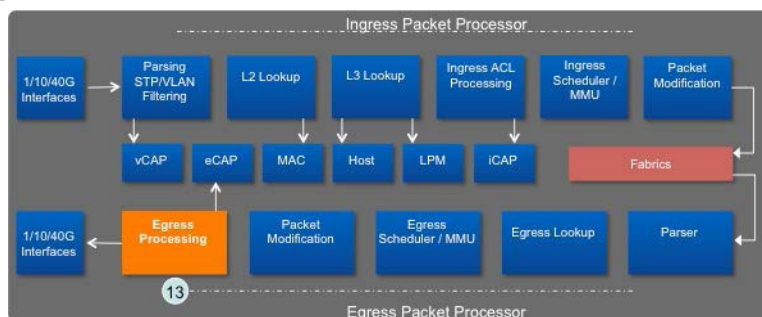 Ingress Packet Processor
1/10/40G
Interfaces
Parsing
STP/VLAN
Filtering
L2 Lookup
L3 Lookup
Ingress ACL
Processing
Ingress
Scheduler /
MMU
Packet
Modification
vCAP
eCAP
MAC
Host
LPM
iCAP
Fabrics
1/10/40G
Interfaces
Egress
Processing
Packet
Modification
Egress
Scheduler / MMU
Egress Lookup
Parser
13
Egress Packet Processor